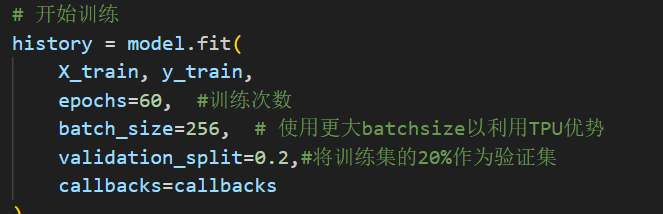 # 开始训练
history = model.fit(
    X_train, y_train,
    epochs=60,  #训练次数
    batch_size=256,  # 使用更大batchsize以利用TPU优势
    validation_split=0.2,#将训练集的20%作为验证集
    callbacks=callbacks
)